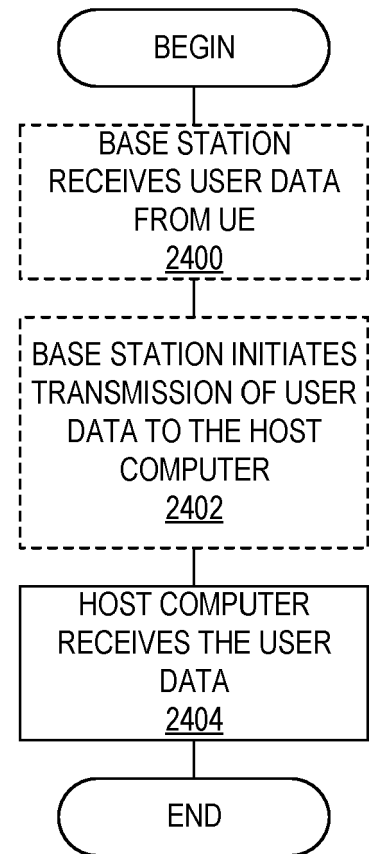 BEGIN
BASE STATION
RECEIVES USER DATA
FROM UE
2400
BASE STATION INITIATES
TRANSMISSION OF USER
DATA TO THE HOST
COMPUTER
2402
HOST COMPUTER
RECEIVES THE USER
DATA
2404
END